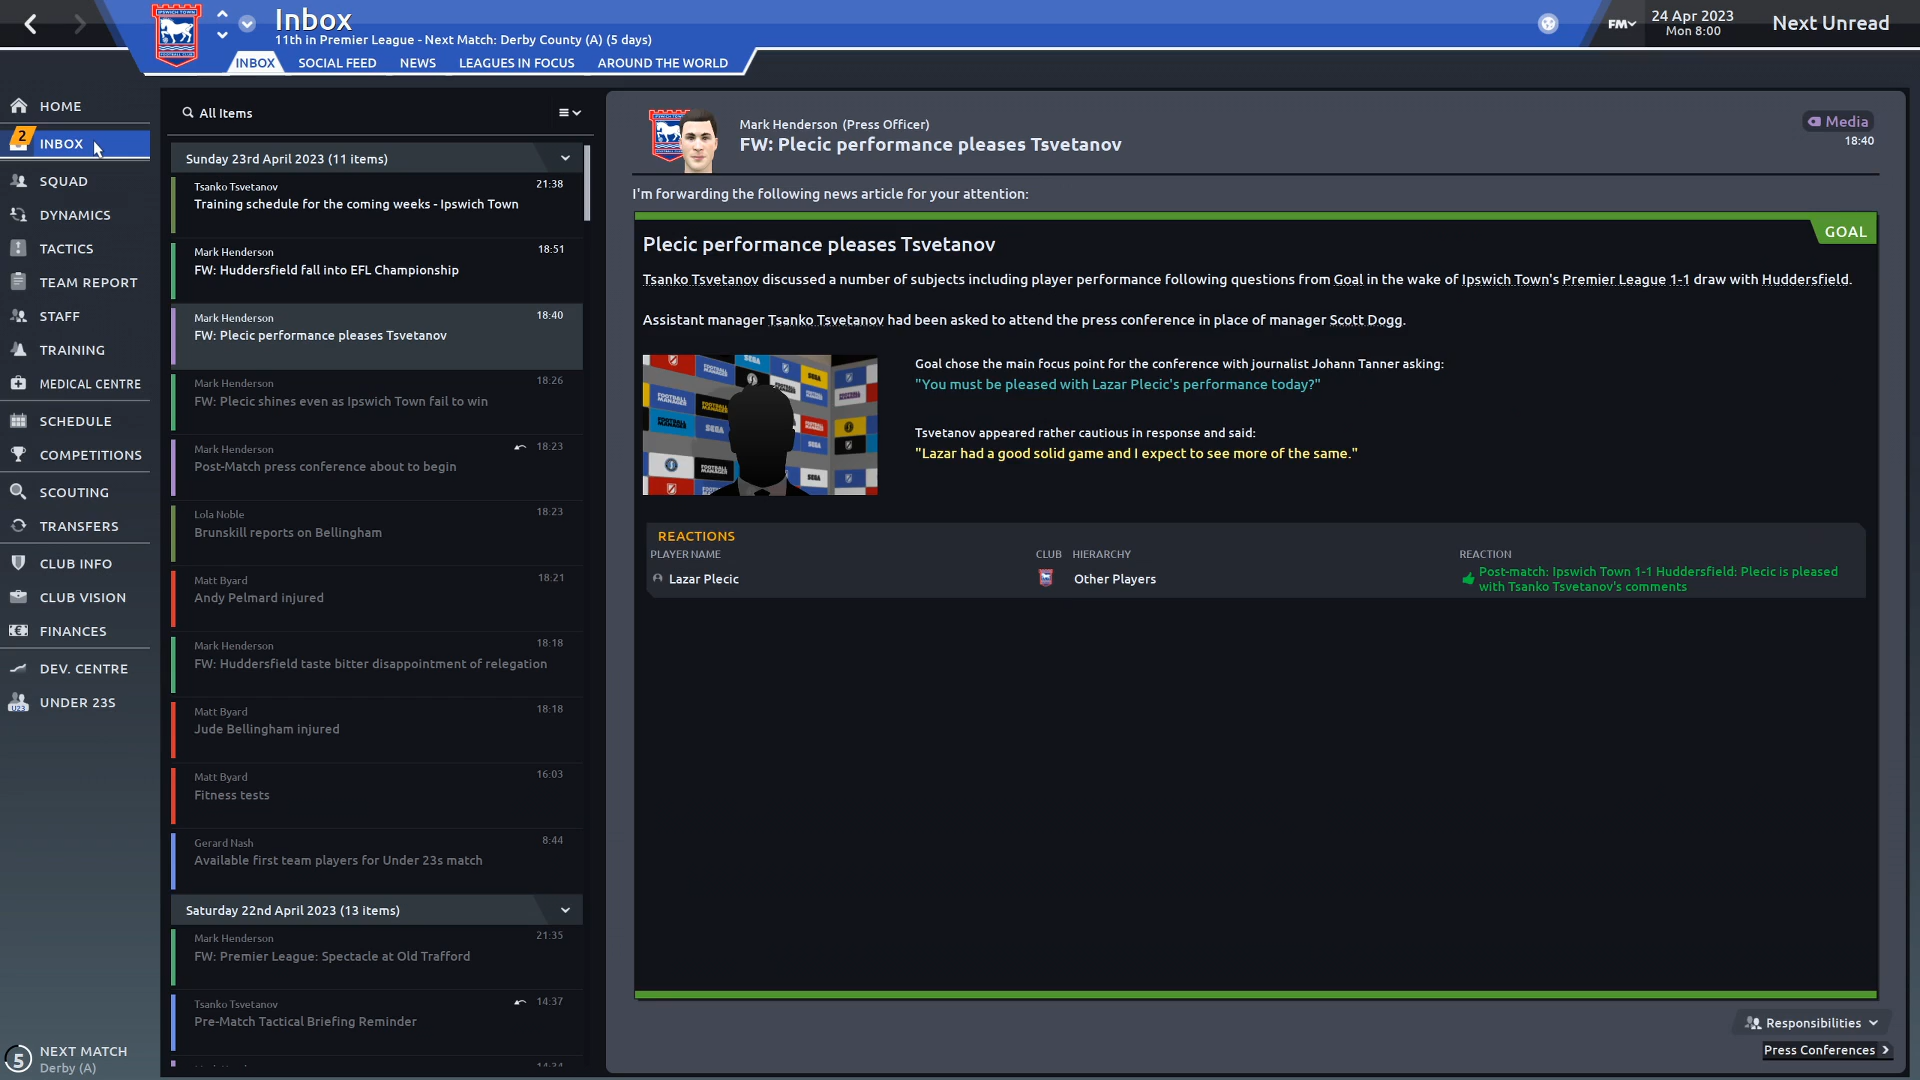 Inbox
11th in Premier League - Next Match: Derby County (A) (5 days)
FM
24 Apr 2023
Mon 8:00
Next Unread
INBOX
SOCIAL FEED
NEWS
LEAGUES IN FOCUS
AROUND THE WORLD
HOME
2
INBOX
SQUAD
DYNAMICS
TACTICS
TEAM REPORT
STAFF
TRAINING
MEDICAL CENTRE
SCHEDULE
COMPETITIONS
SCOUTING
TRANSFERS
CLUB INFO
CLUB VISION
FINANCES
DEV. CENTRE
U23
UNDER 23S
5
NEXT MATCH
Derby (A)
All Items
Sunday 23rd April 2023 (11 items)
Tsanko Tsvetanov 21:38
Training schedule for the coming weeks - Ipswich Town
Mark Henderson 18:51
FW: Huddersfield fall into EFL Championship
Mark Henderson 18:40
FW: Plecic performance pleases Tsvetanov
Mark Henderson 18:26
FW: Plecic shines even as Ipswich Town fail to win
Mark Henderson 18:23
Post-Match press conference about to begin
Lola Noble 18:23
Brunskill reports on Bellingham
Matt Byard 18:21
Andy Pelmard injured
Mark Henderson 18:18
FW: Huddersfield taste bitter disappointment of relegation
Matt Byard 18:18
Jude Bellingham injured
Matt Byard 16:03
Fitness tests
Gerard Nash 8:44
Available first team players for Under 23s match
Saturday 22nd April 2023 (13 items)
Mark Henderson 21:35
FW: Premier League: Spectacle at Old Trafford
Tsanko Tsvetanov 14:37
Pre-Match Tactical Briefing Reminder
Mark Henderson (Press Officer)
FW: Plecic performance pleases Tsvetanov
Media
18:40
I'm forwarding the following news article for your attention:
GOAL
Plecic performance pleases Tsvetanov
Tsanko Tsvetanov discussed a number of subjects including player performance following questions from Goal in the wake of Ipswich Town's Premier League 1-1 draw with Huddersfield.
Assistant manager Tsanko Tsvetanov had been asked to attend the press conference in place of manager Scott Dogg.
Goal chose the main focus point for the conference with journalist Johann Tanner asking:
"You must be pleased with Lazar Plecic's performance today?"
Tsvetanov appeared rather cautious in response and said:
"Lazar had a good solid game and I expect to see more of the same."
REACTIONS
PLAYER NAME CLUB HIERARCHY REACTION
Lazar Plecic Other Players
Post-match: Ipswich Town 1-1 Huddersfield: Plecic is pleased
with Tsanko Tsvetanov's comments
Responsibilities
Press Conferences